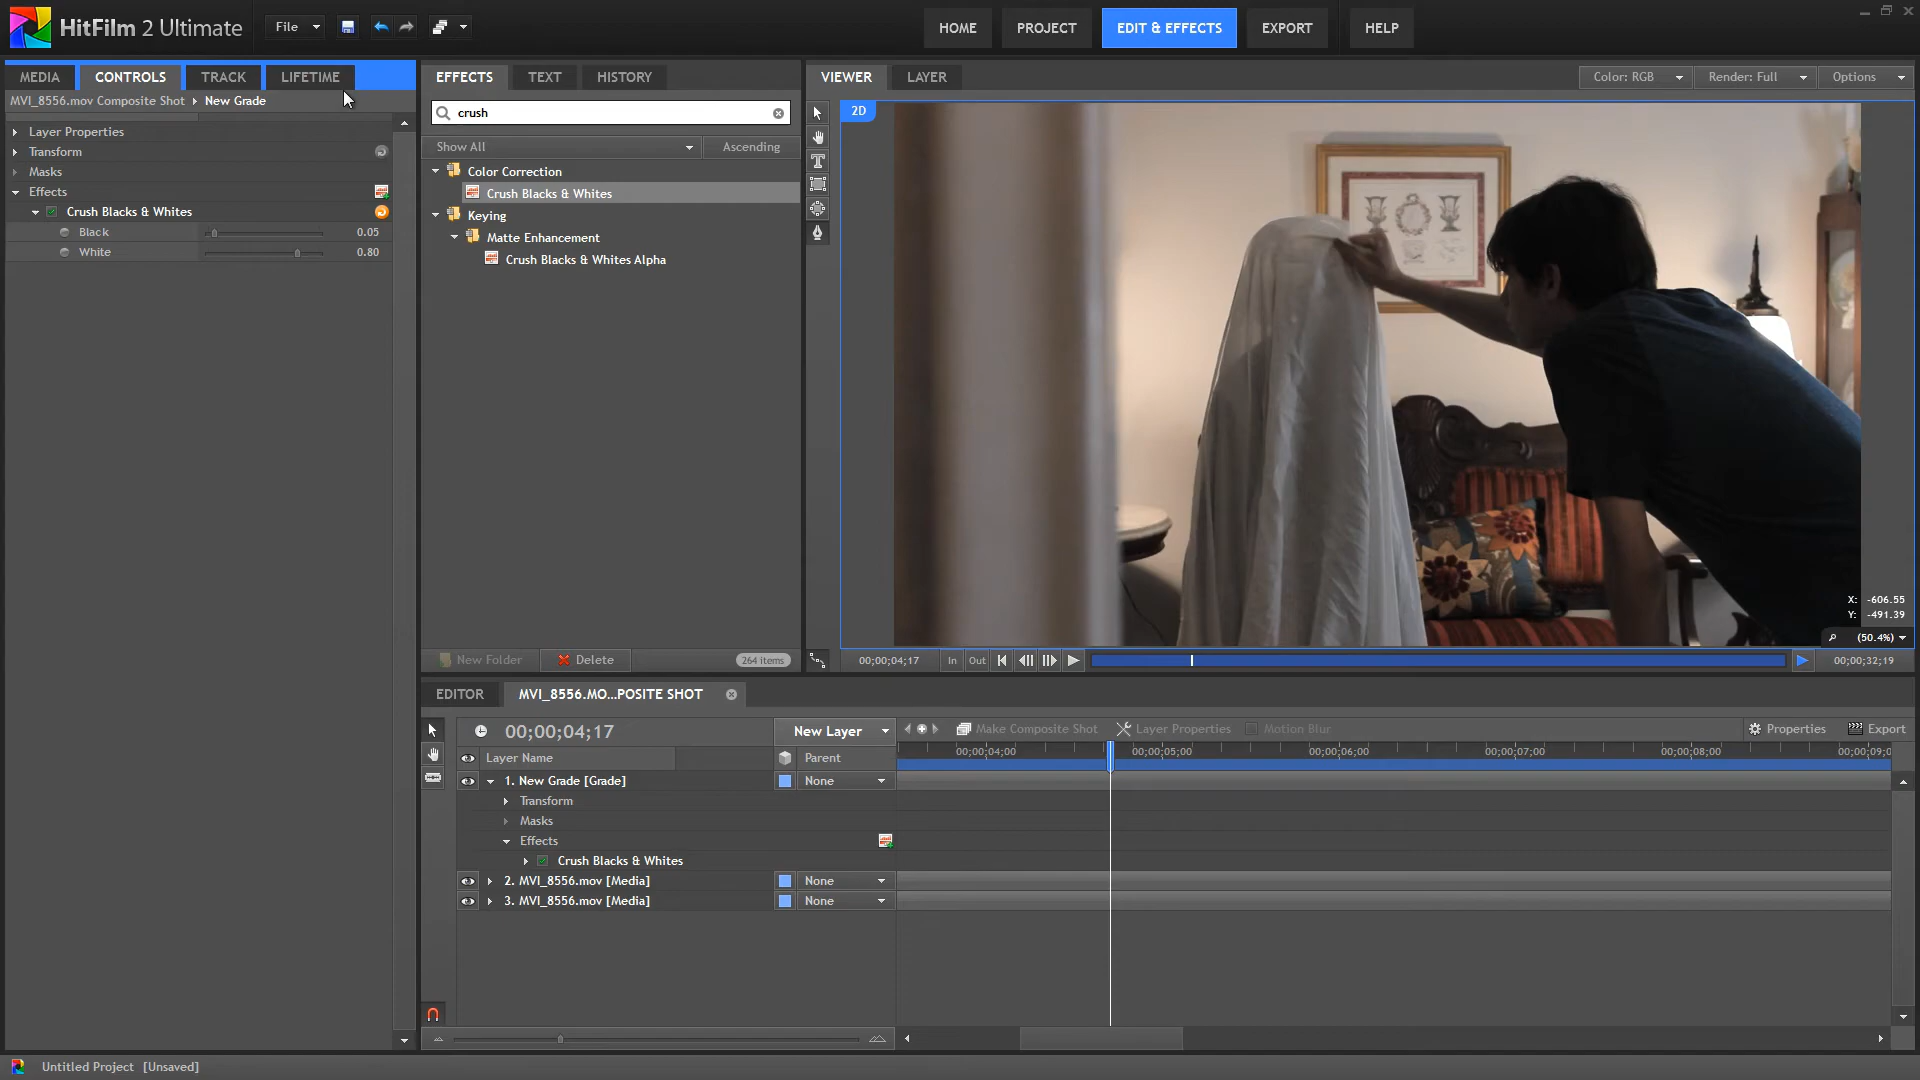 HitFilm 2 Ultimate
File
HOME
PROJECT
EDIT & EFFECTS
EXPORT
HELP
MEDIA
CONTROLS
TRACK
LIFETIME
MVI_8556.mov Composite Shot
New Grade
Layer Properties
Transform
Masks
Effects
Crush Blacks & Whites
Black
0.05
White
0.80
EFFECTS
TEXT
HISTORY
crush
Show All
Ascending
Color Correction
Crush Blacks & Whites
Keying
Matte Enhancement
Crush Blacks & Whites Alpha
New Folder
Delete
264 items
VIEWER
LAYER
Color: RGB
Render: Full
Options
2D
X: -606.55
Y: -491.39
(50.4%)
00;00;04;17
In
Out
00;00;32;19
EDITOR
MVI_8556.MO...POSITE SHOT
00;00;04;17
New Layer
Make Composite Shot
Layer Properties
Motion Blur
Properties
Export
Layer Name
Parent
00;00;04;00
00;00;05;00
00;00;06;00
00;00;07;00
00;00;08;00
00;00;09;0
1. New Grade [Grade]
None
Transform
Masks
Effects
Crush Blacks & Whites
2. MVI_8556.mov [Media]
None
3. MVI_8556.mov [Media]
None
Untitled Project [Unsaved]